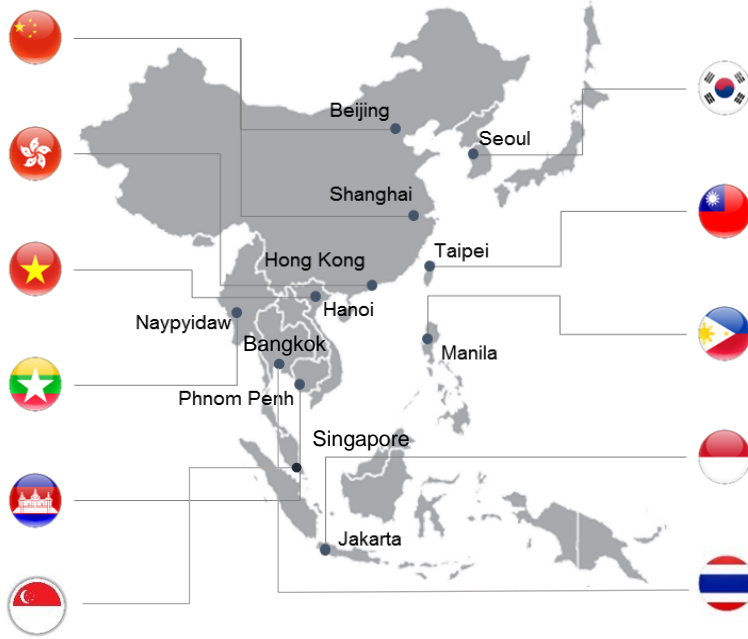 Beijing
Seoul
Shanghai
Hong Kong
Taipei
Hanoi
Naypyidaw
Bangkok
Manila
Phnom Penh
Singapore
Jakarta